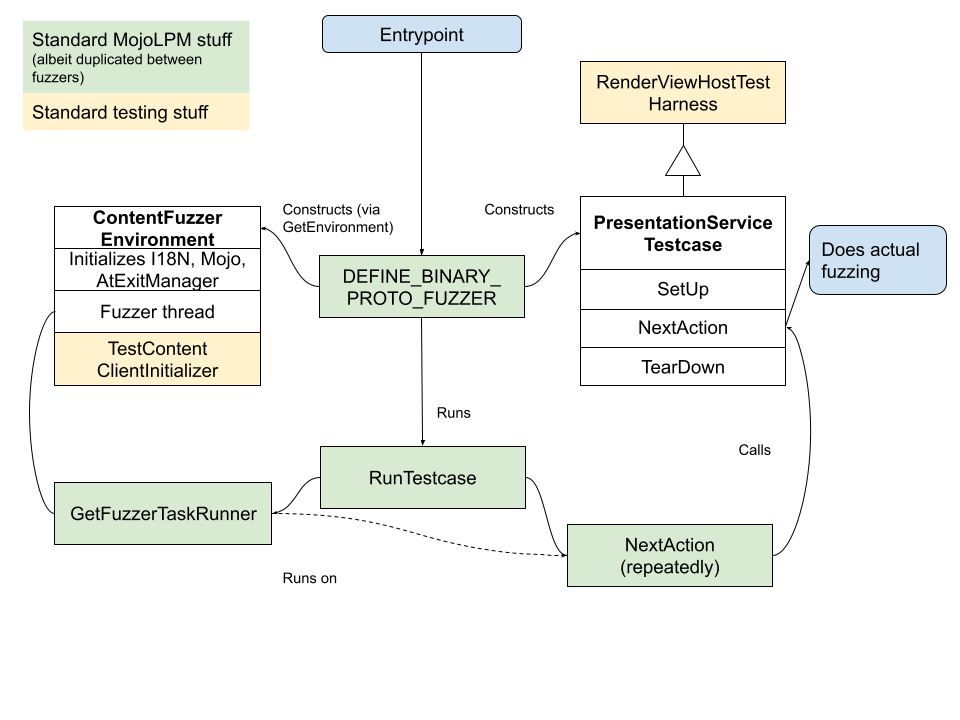 Entrypoint
Standard MojoLPM stuff
(albeit duplicated between
fuzzers)
Standard testing stuff
RenderViewHostTest
Harness
ContentFuzzer
Environment
Initializes I18N, Mojo,
AtExitManager
Fuzzer thread
TestContent
ClientInitializer
Constructs (via
GetEnvironment)
Constructs
DEFINE_BINARY_
PROTO_FUZZER
PresentationService
Testcase
SetUp
NextAction
TearDown
Does actual
fuzzing
Runs
Calls
RunTestcase
GetFuzzerTaskRunner
NextAction
(repeatedly)
Runs on